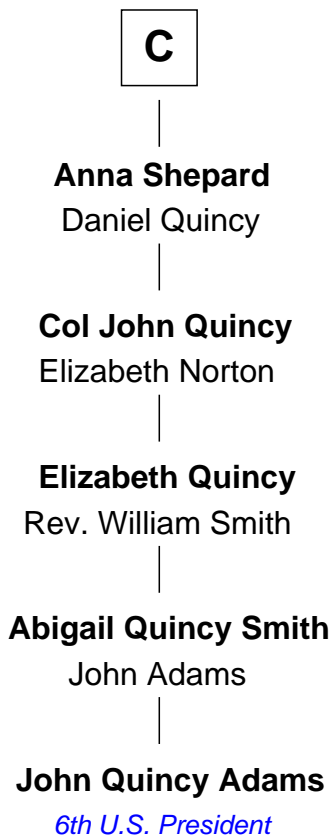 C
Anna Shepard
Daniel Quincy
Col John Quincy
Elizabeth Norton
Elizabeth Quincy
Rev. William Smith
Abigail Quincy Smith
John Adams
John Quincy Adams
6th U.S. President